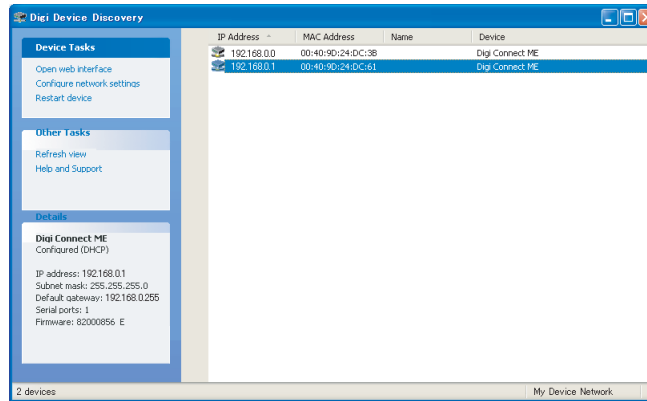 Digi Device Discovery
Device Tasks
Open web interface
Configure network settings
Restart device
Other Tasks
Refresh view
Help and Support
Details
Digi Connect ME
Configured (DHCP)
IP address: 192.168.0.1
Subnet mask: 255.255.255.0
Default gateway: 192.168.0.255
Serial ports: 1
Firmware: 82000856 E
IP Address MAC Address Name Device
192.168.0.0 00:40:9D:24:DC:3B Digi Connect ME
192.168.0.1 00:40:9D:24:DC:61 Digi Connect ME
2 devices My Device Network